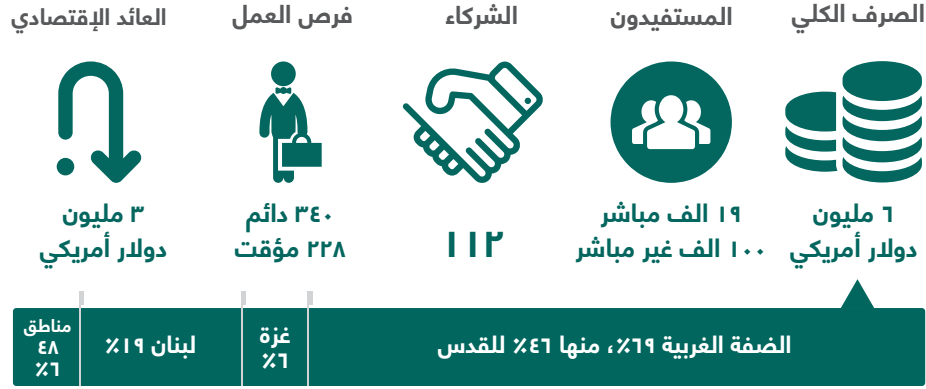 الصرف الكلي
٦ مليون
دولار أمريكي
المستفيدون
١٩ الف مباشر
١٠٠ الف غير مباشر
الشركاء
١١٢
فرص العمل
٣٤٠ دائم
٢٢٨ مؤقت
العائد الإقتصادي
٣ مليون
دولار أمريكي
الضفة الغربية ٦٩٪، منها ٤٦٪ للقدس
غزة
٦٪
لبنان ١٩٪
مناطق
٤٨
٦٪